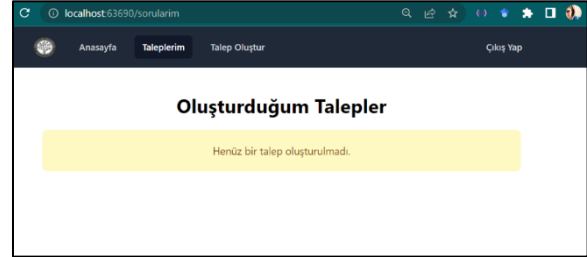 localhost:63690/sorularim
Anasayfa Taleplerim Talep Oluştur Çıkış Yap
Oluşturduğum Talepler
Henüz bir talep oluşturulmadı.